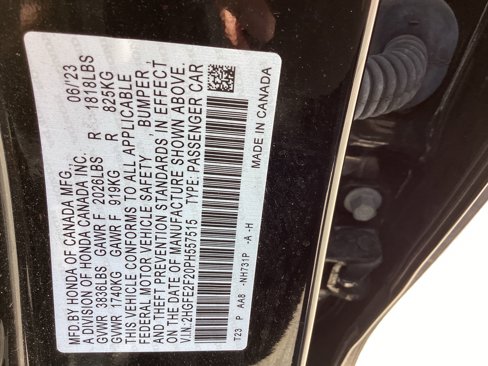 MFD.BY HONDA OF CANADA MFG. 06/23
A DIVISION OF HONDA CANADA INC.
GVWR 3836LBS GAWR F 2026LBS R 1818LBS
GVWR 1740KG GAWR F 919KG R 825KG
THIS VEHICLE CONFORMS TO ALL APPLICABLE
FEDERAL MOTOR VEHICLE SAFETY , BUMPER ,
AND THEFT PREVENTION STANDARDS IN EFFECT
ON THE DATE OF MANUFACTURE SHOWN ABOVE.
V.I.N: 2HGFE2F20PH557515 TYPE: PASSENGER CAR
T23 P AA8 -NH731P -A -H MADE IN CANADA